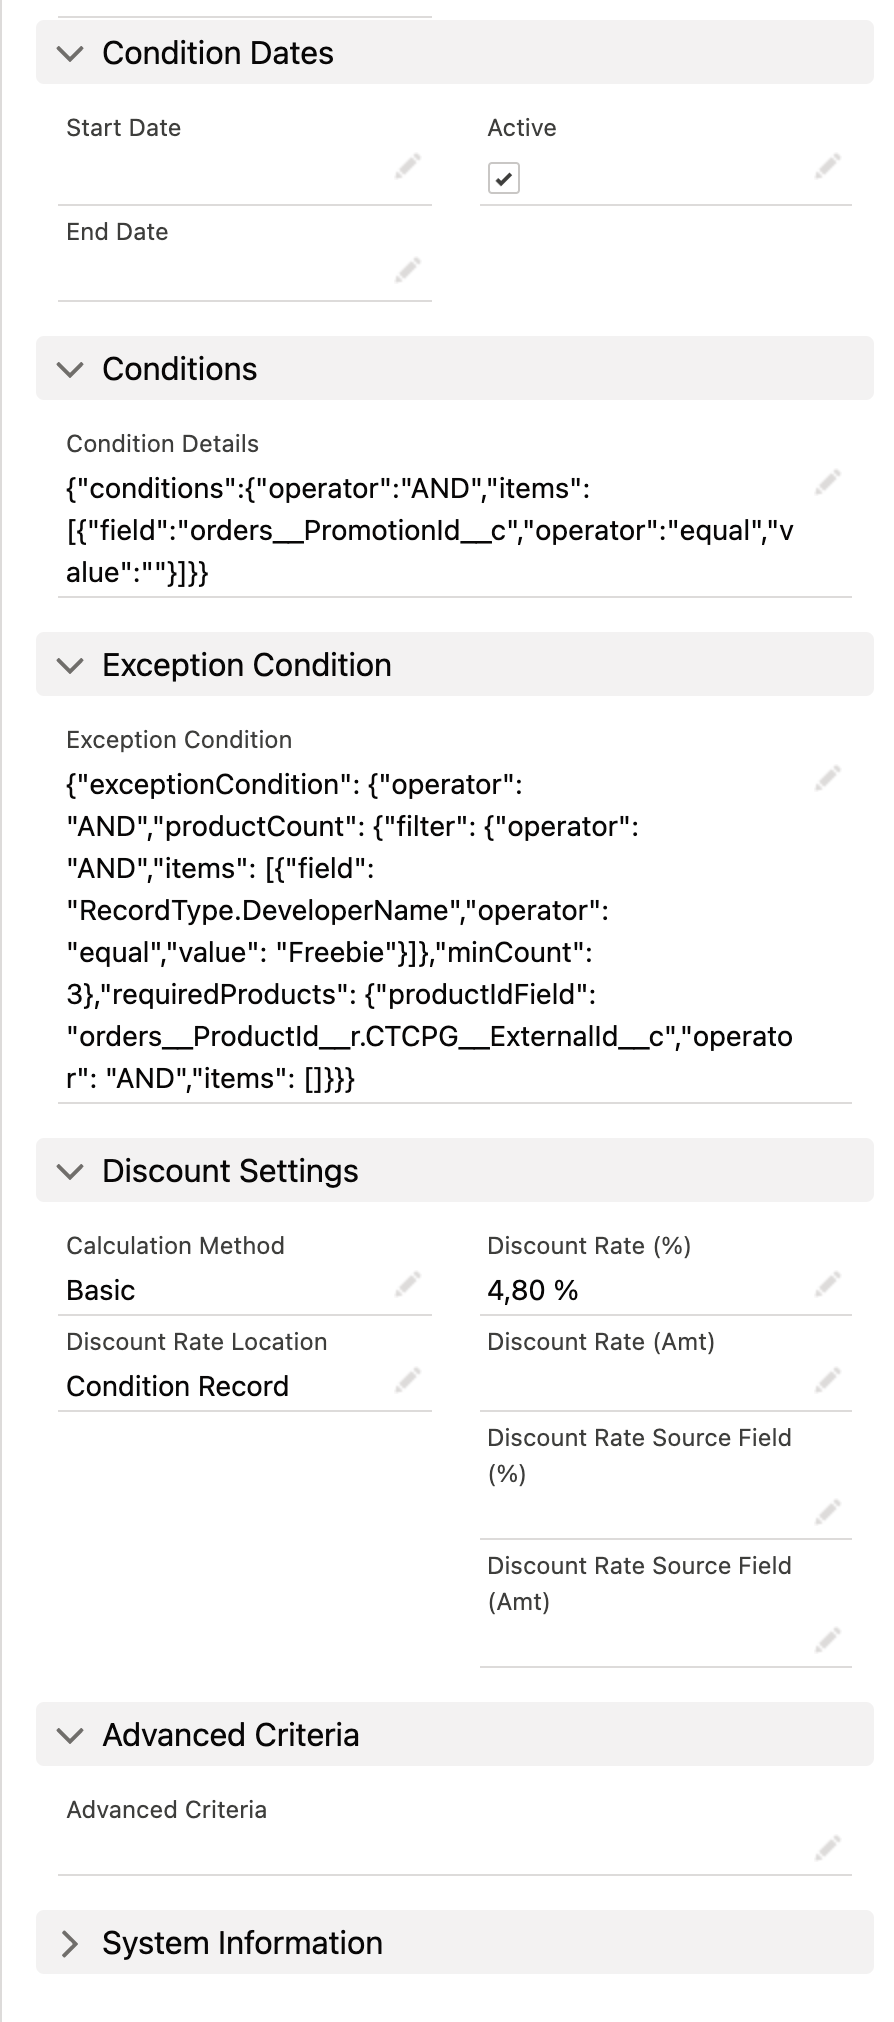 Condition Dates
Start Date
Active
End Date
Conditions
Condition Details
{"conditions":{"operator":"AND","items":
[{"field":"orders__PromotionId__c","operator":"equal","v
alue":""}]}}
Exception Condition
Exception Condition
{"exceptionCondition": {"operator":
"AND","productCount": {"filter": {"operator":
"AND","items": [{"field":
"RecordType.DeveloperName","operator":
"equal","value": "Freebie"}]},"minCount":
3},"requiredProducts": {"productIdField":
"orders__ProductId__r.CTCPG__ExternalId__c","operato
r": "AND","items": []}}}
Discount Settings
Calculation Method
Basic
Discount Rate (%)
4,80 %
Discount Rate Location
Condition Record
Discount Rate (Amt)
Discount Rate Source Field
(%)
Discount Rate Source Field
(Amt)
Advanced Criteria
Advanced Criteria
System Information